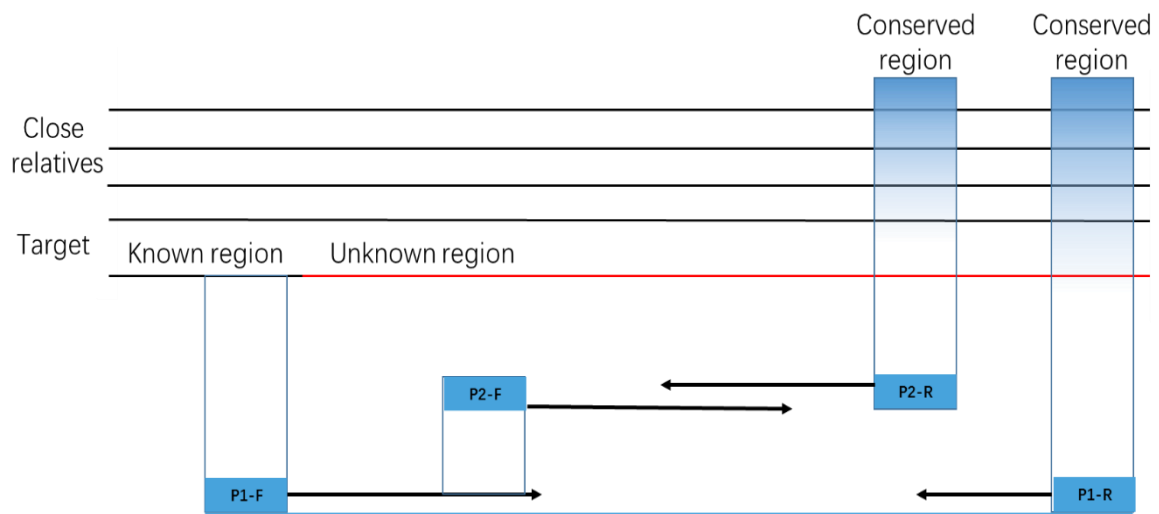 Conserved
region
Conserved
region
Close
relatives
Target
Known region
Unknown region
P2-F
P2-R
P1-F
P1-R